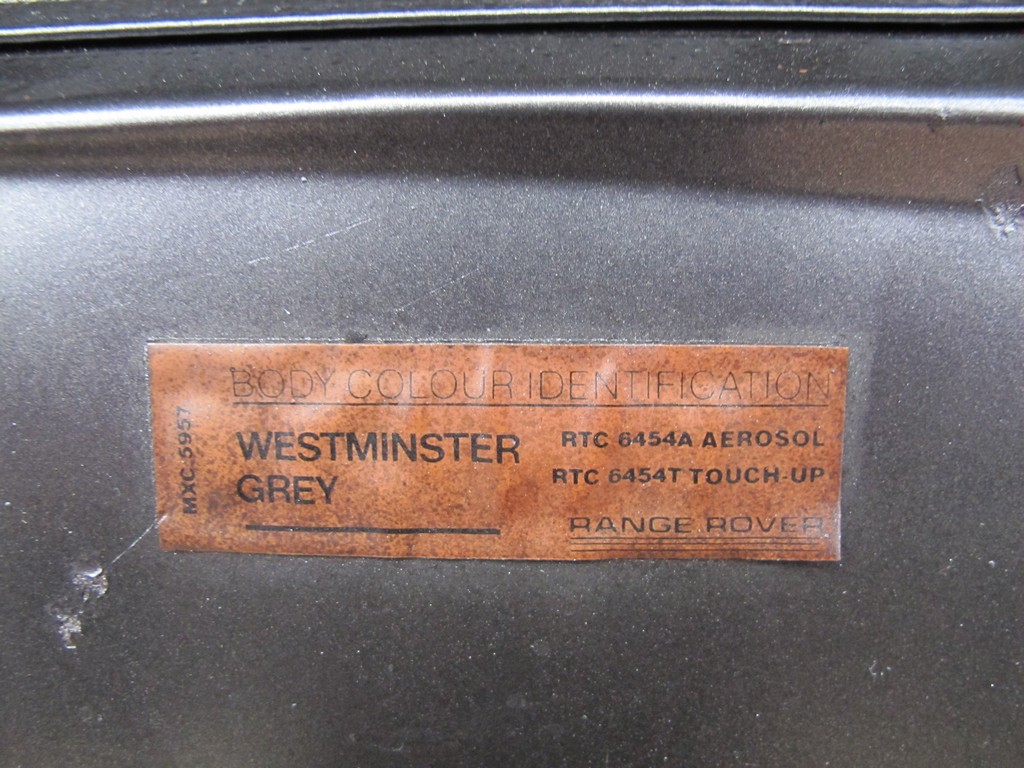 BODY COLOUR IDENTIFICATION
MXC 5957
WESTMINSTER
GREY
RTC 6454A AEROSOL
RTC 6454T TOUCH-UP
RANGE ROVER